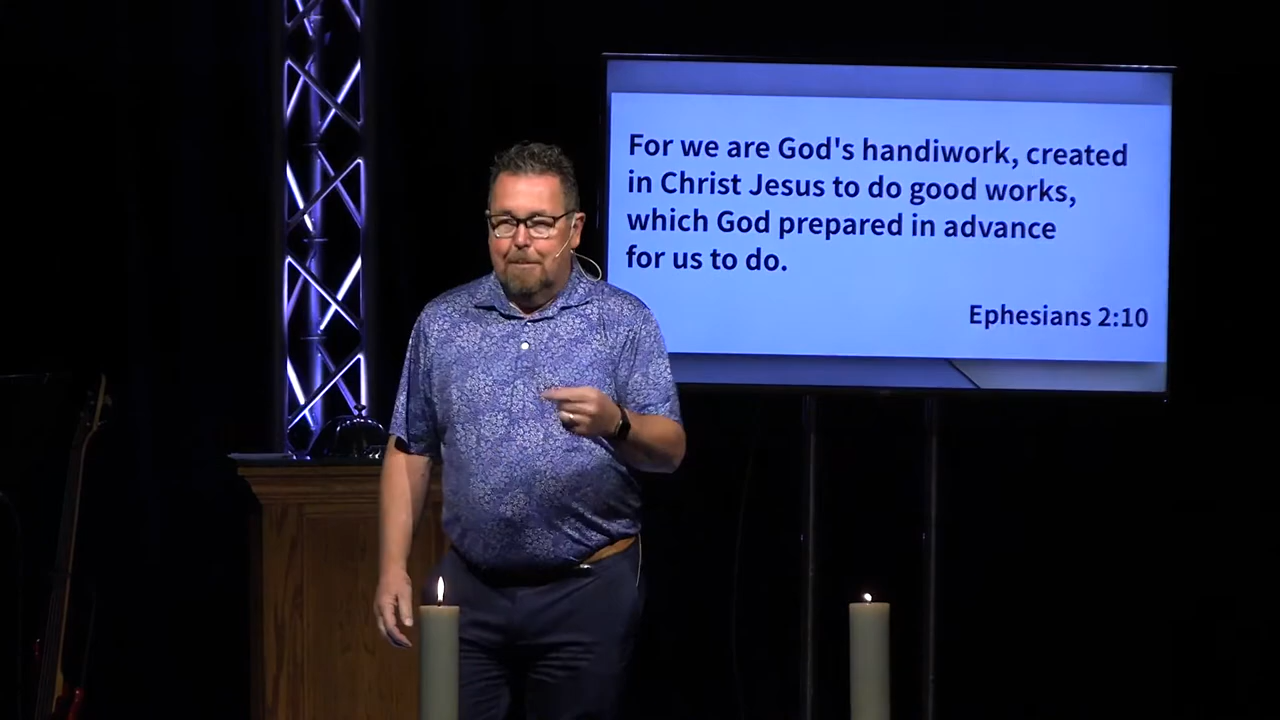 For we are God's handiwork, created
in Christ Jesus to do good works,
which God prepared in advance
for us to do.
Ephesians 2:10